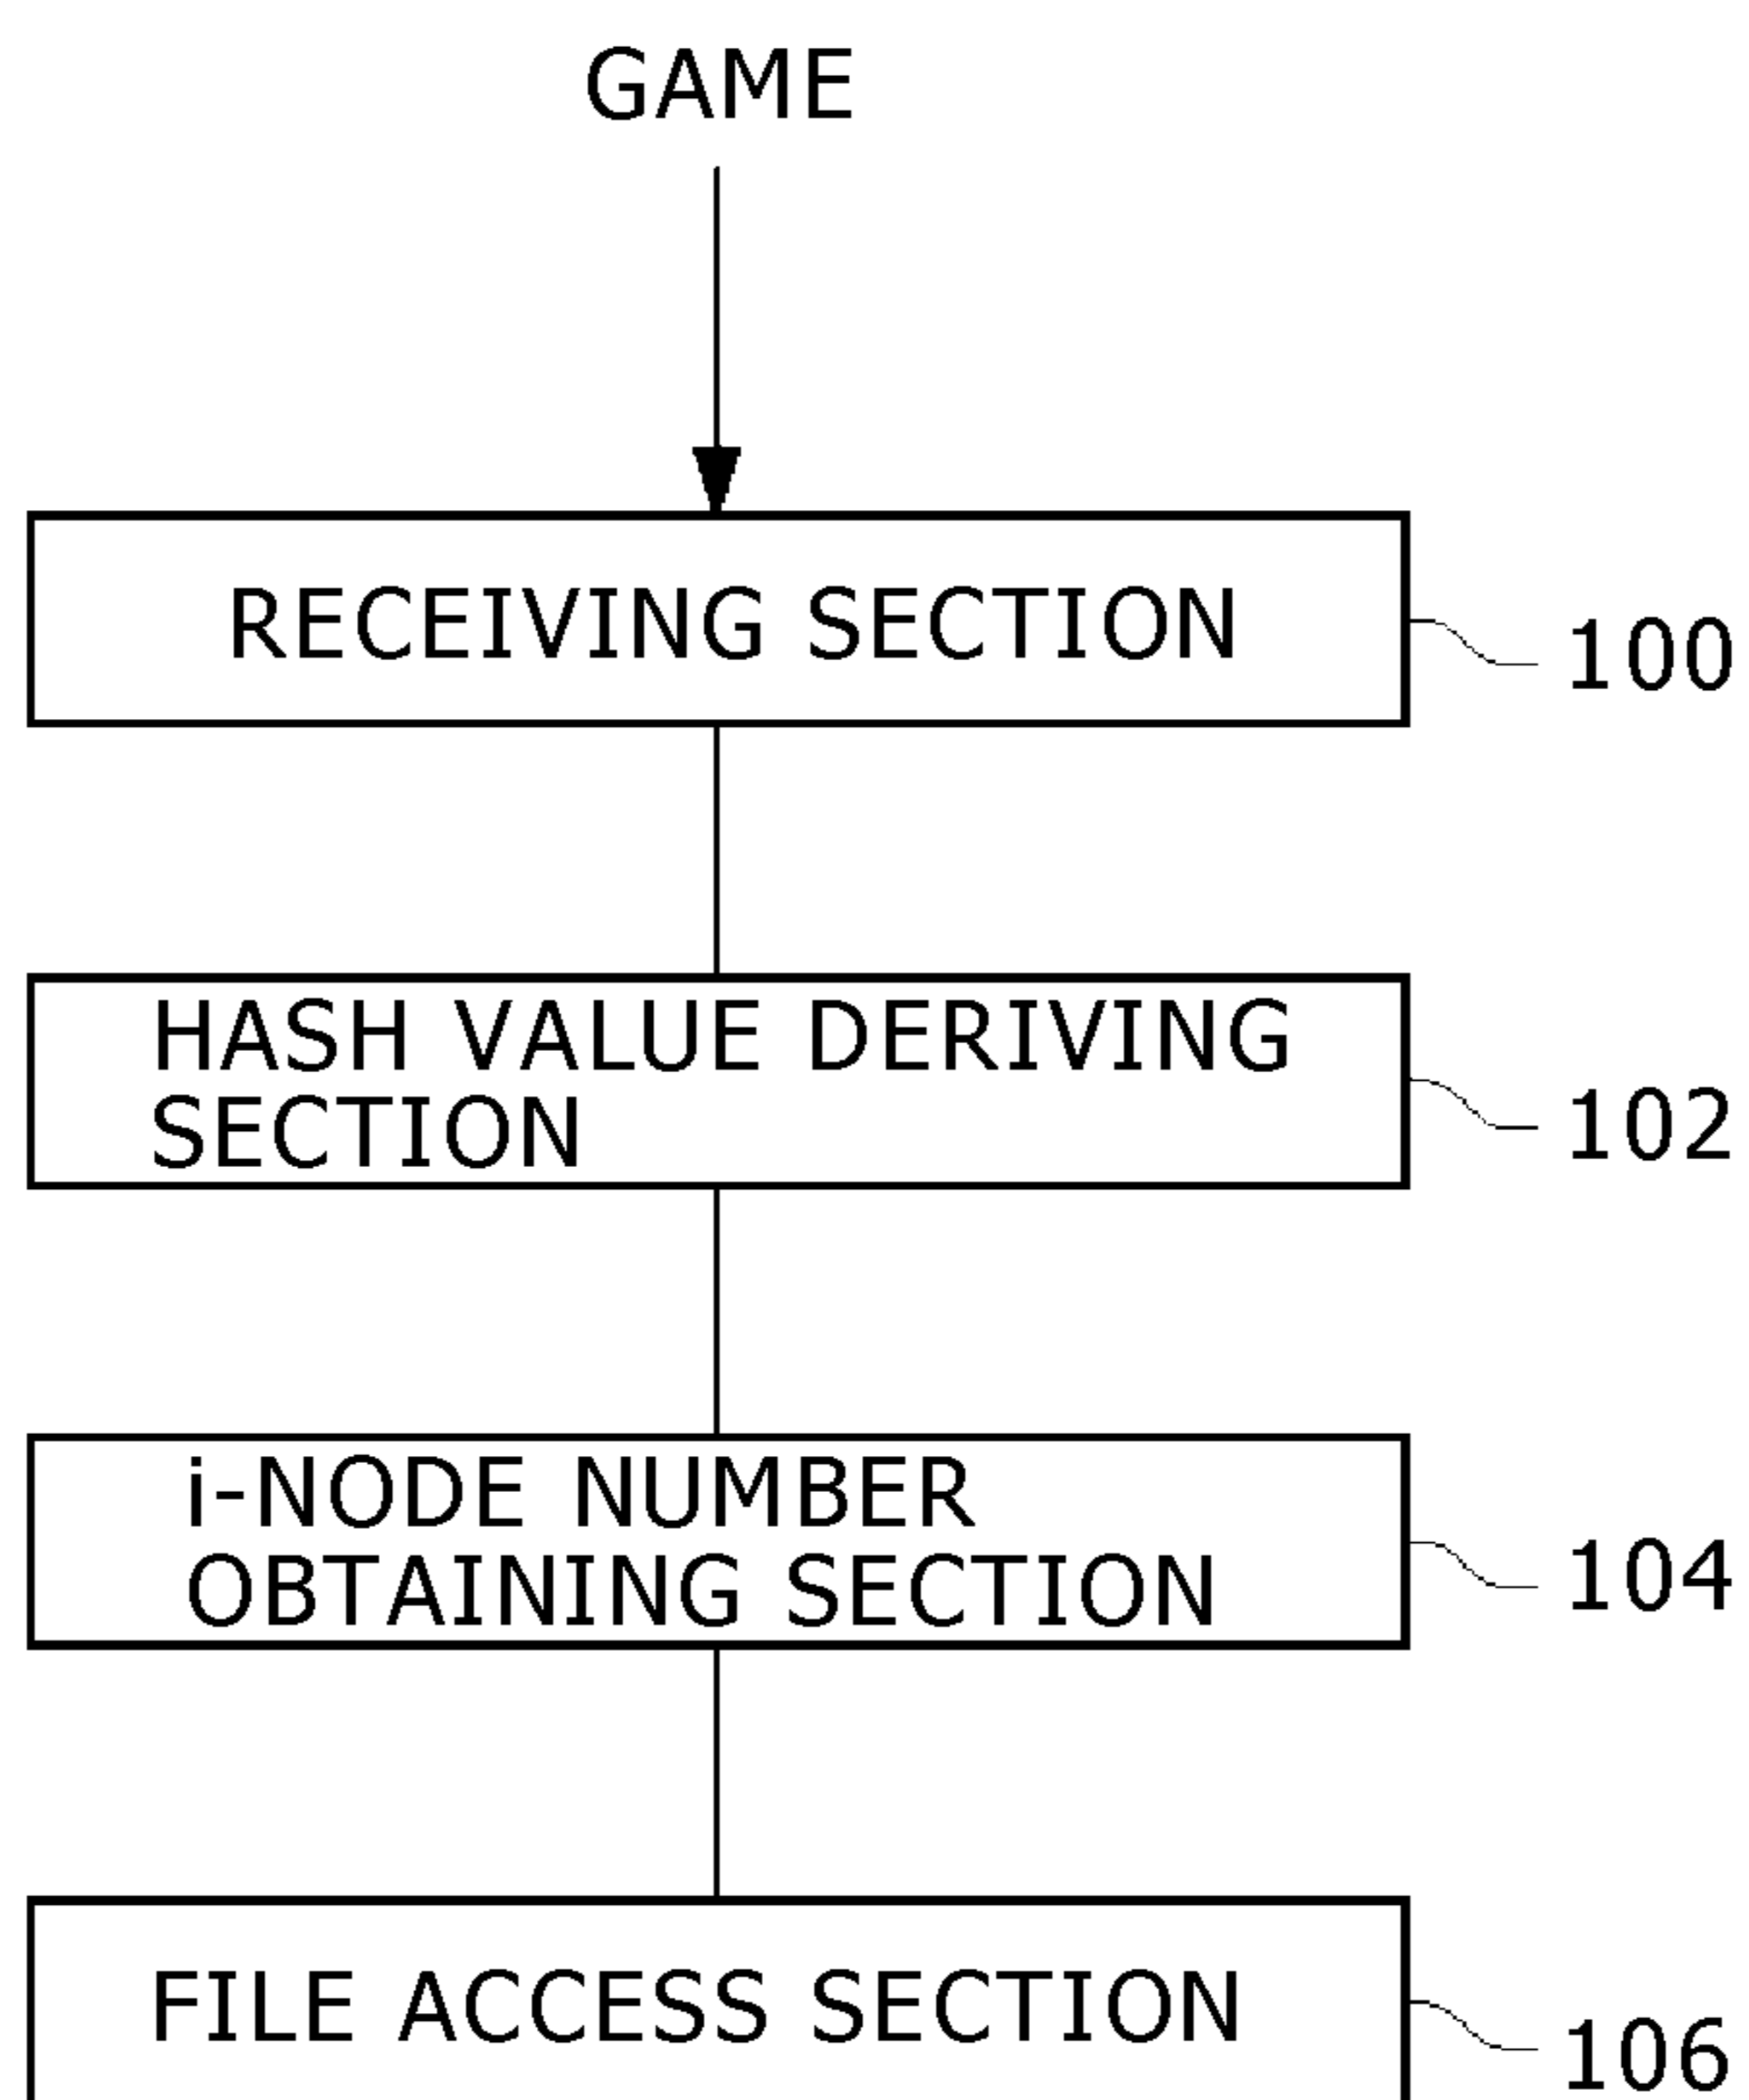 GAME
RECEIVING SECTION
100
HASH VALUE DERIVING
SECTION
102
i-NODE NUMBER
OBTAINING SECTION
104
FILE ACCESS SECTION
106